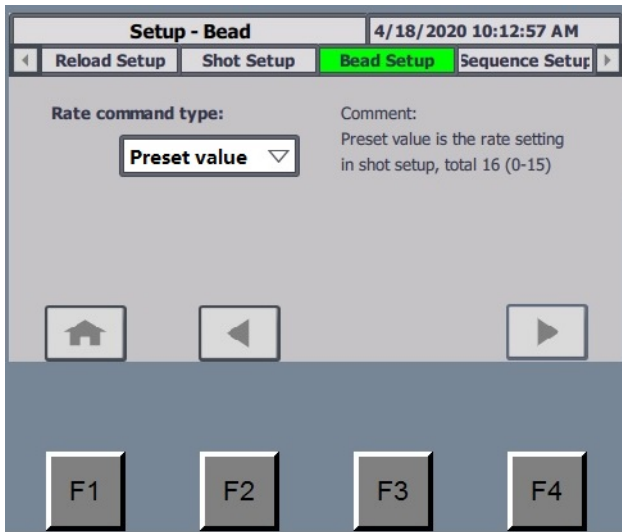 Setup - Bead
4/18/2020 10:12:57 AM
Reload Setup
Shot Setup
Bead Setup
Sequence Setup
Rate command type:
Preset value
Comment:
Preset value is the rate setting
in shot setup, total 16 (0-15)
F1
F2
F3
F4